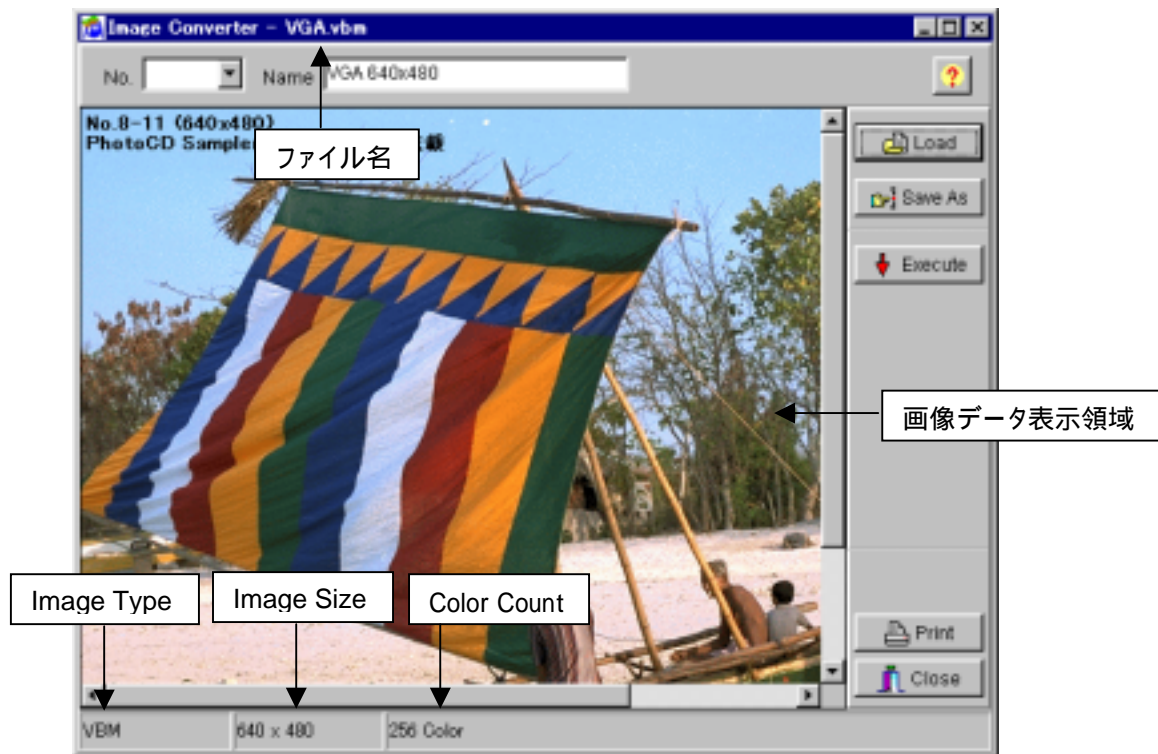 Image Converter - VGA.vbm
No.
Name
VGA 640x480
No.8-11 (640x480)
PhotoCD Sampler
ファイル名
Load
Save As
Execute
画像データ表示領域
Image Type
Image Size
Color Count
Print
Close
VBM
640 x 480
256 Color